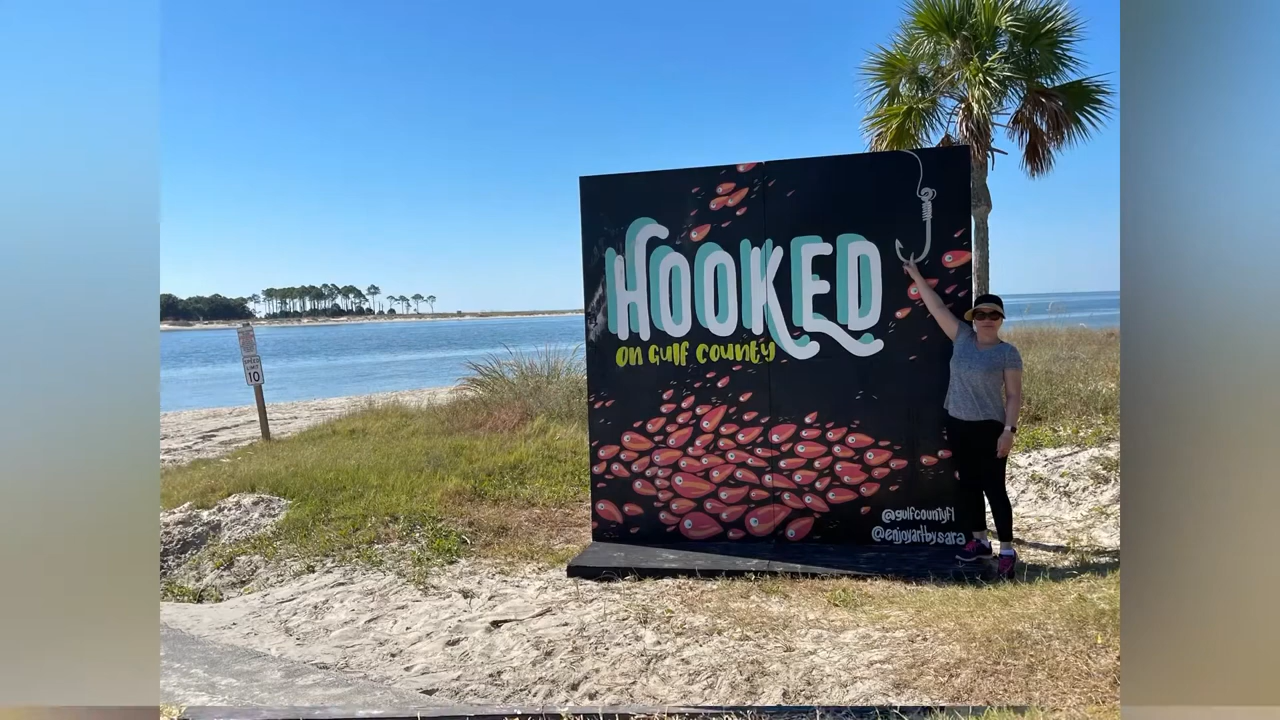 HOOKED
on Gulf County
@gulfcountyfl
@enjoyartbysara
SPEED
LIMIT
10